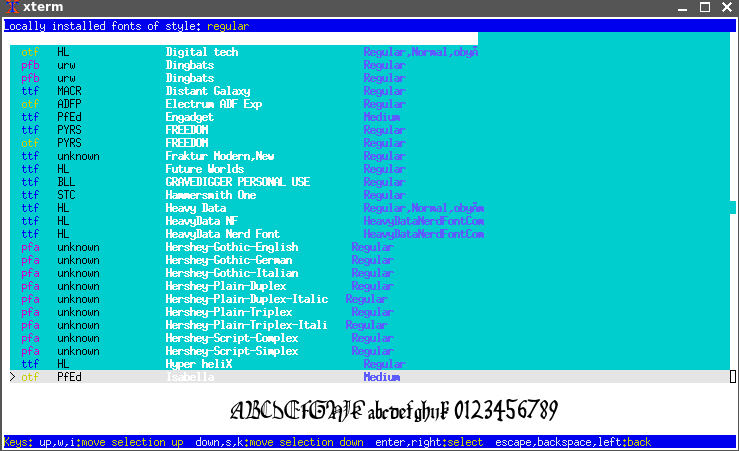 xterm
Locally installed fonts of style: regular
otf HL Digital tech Regular,Normal,obyÄ
pfb urw Dingbats Regular
pfb urw Dingbats Regular
ttf MACR Distant Galaxy Regular
otf ADFP Electrum ADF Exp Regular
ttf PfEd Engadget Medium
ttf PYRS FREEDOM Regular
otf PYRS FREEDOM Regular
ttf unknown Fraktur Modern,New Regular
ttf HL Future Worlds Regular
ttf BLL GRAVEDIGGER PERSONAL USE Regular
ttf STC Hammersmith One Regular
ttf HL Heavy Data Regular,Normal,obyÄm
ttf HL HeavyData NF HeavyDataNerdFontCom
ttf HL HeavyData Nerd Font HeavyDataNerdFontCom
pfa unknown Hershey-Gothic-English Regular
pfa unknown Hershey-Gothic-German Regular
pfa unknown Hershey-Gothic-Italian Regular
pfa unknown Hershey-Plain-Duplex Regular
pfa unknown Hershey-Plain-Duplex-Italic Regular
pfa unknown Hershey-Plain-Triplex Regular
pfa unknown Hershey-Plain-Triplex-Itali Regular
pfa unknown Hershey-Script-Complex Regular
pfa unknown Hershey-Script-Simplex Regular
ttf HL Hyper heliX Regular
> otf PfEd Isabella Medium
ABCDEFGHIJK abcdefghijk 0123456789
Keys: up,w,i:move selection up down,s,k:move selection down enter,right:select escape,backspace,left:back